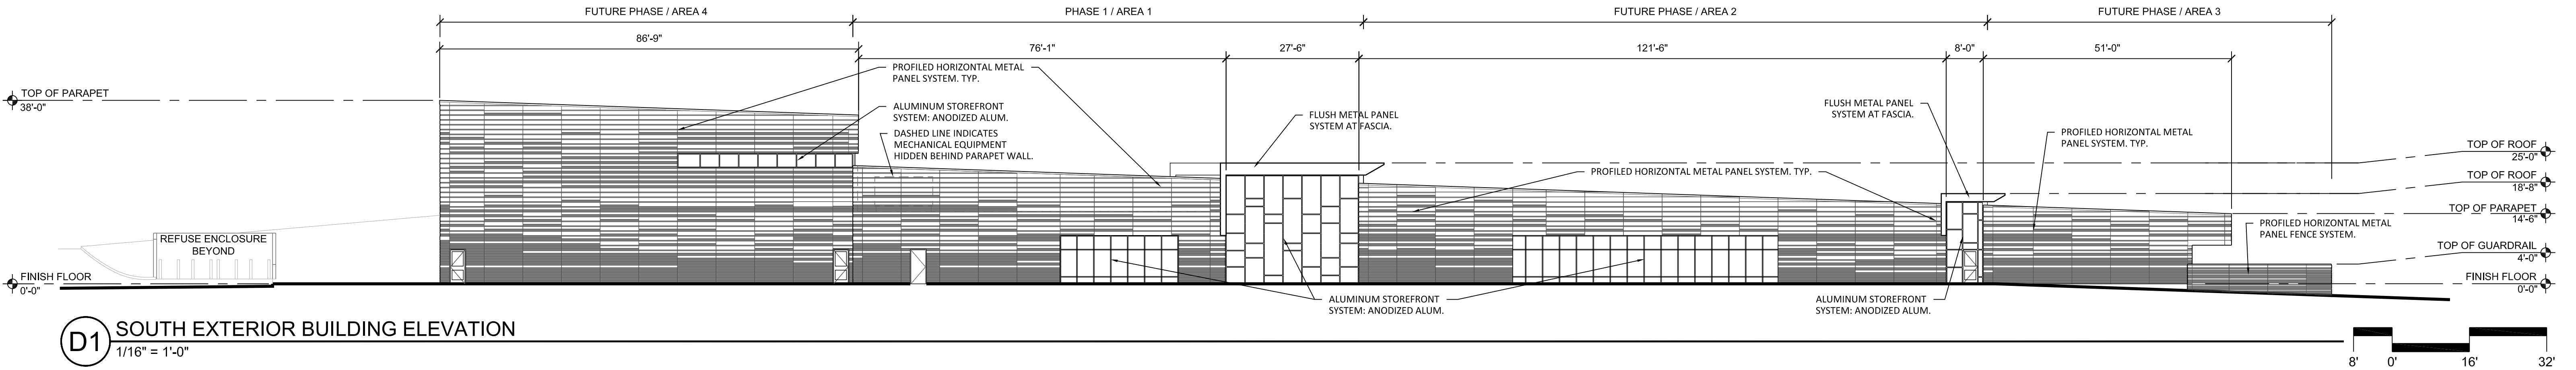 FUTURE PHASE / AREA 4
PHASE 1 / AREA 1
FUTURE PHASE / AREA 2
FUTURE PHASE / AREA 3
86'-9"
76'-1"
27'-6"
121'-6"
8'-0"
51'-0"
PROFILED HORIZONTAL METAL
PANEL SYSTEM. TYP.
TOP OF PARAPET
38'-0"
ALUMINUM STOREFRONT
SYSTEM: ANODIZED ALUM.
FLUSH METAL PANEL
SYSTEM AT FASCIA.
FLUSH METAL PANEL
SYSTEM AT FASCIA.
DASHED LINE INDICATES
MECHANICAL EQUIPMENT
HIDDEN BEHIND PARAPET WALL.
PROFILED HORIZONTAL METAL
PANEL SYSTEM. TYP.
TOP OF ROOF
25'-0"
PROFILED HORIZONTAL METAL PANEL SYSTEM. TYP.
TOP OF ROOF
18'-8"
TOP OF PARAPET
14'-6"
PROFILED HORIZONTAL METAL
PANEL FENCE SYSTEM.
REFUSE ENCLOSURE
BEYOND
TOP OF GUARDRAIL
4'-0"
FINISH FLOOR
0'-0"
FINISH FLOOR
0'-0"
ALUMINUM STOREFRONT
SYSTEM: ANODIZED ALUM.
ALUMINUM STOREFRONT
SYSTEM: ANODIZED ALUM.
D1
SOUTH EXTERIOR BUILDING ELEVATION
1/16" = 1'-0"
8'
0'
16'
32'